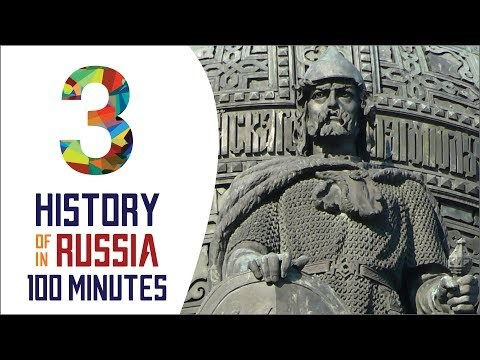 3
HISTORY
OF
IN RUSSIA
100 MINUTES